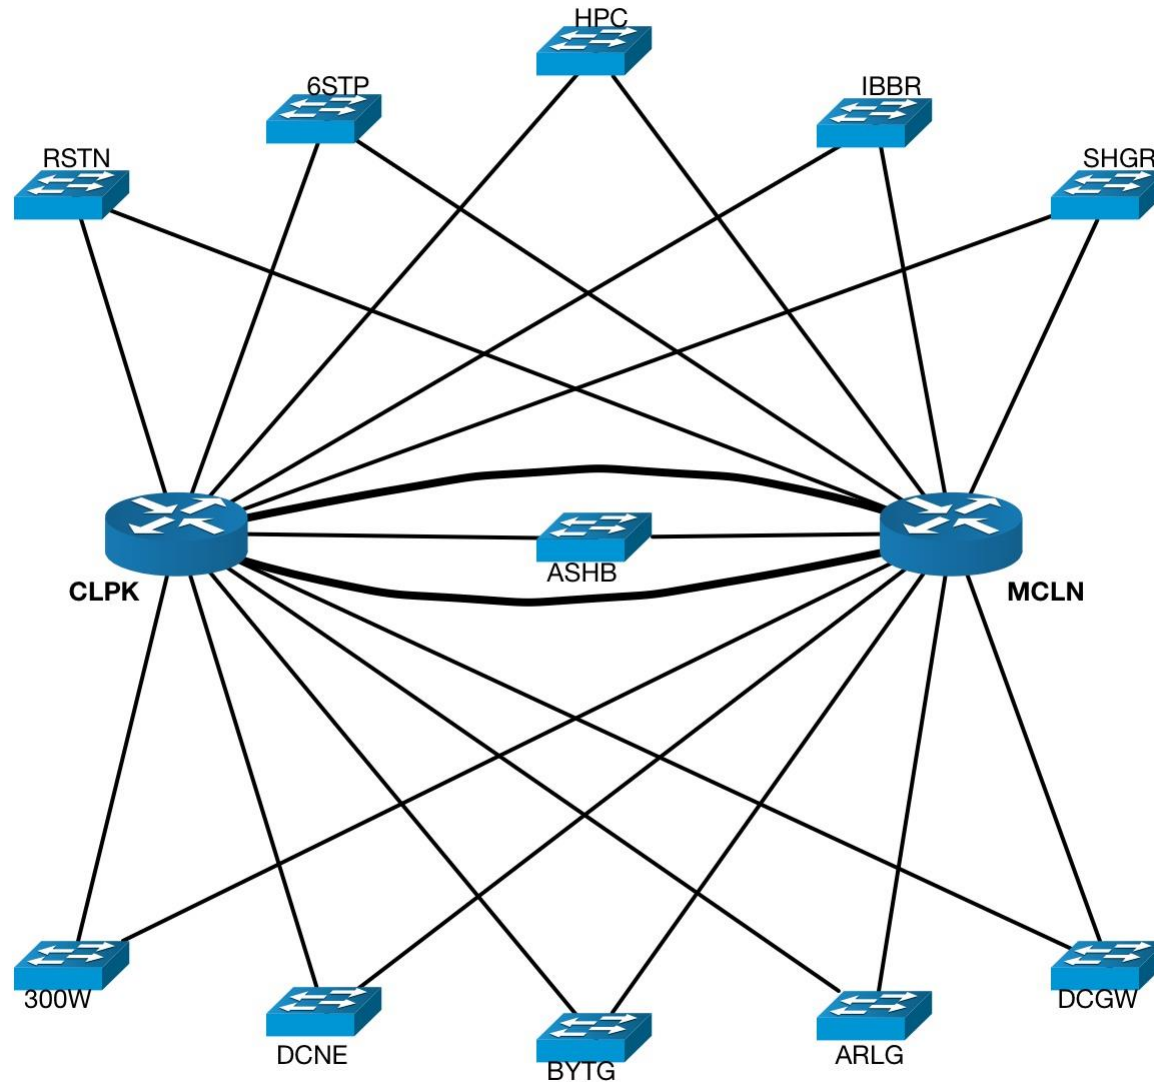 HPC
6STP
IBBR
RSTN
SHGR
ASHB
CLPK
MCLN
300W
DCGW
DCNE
ARLG
BYTG